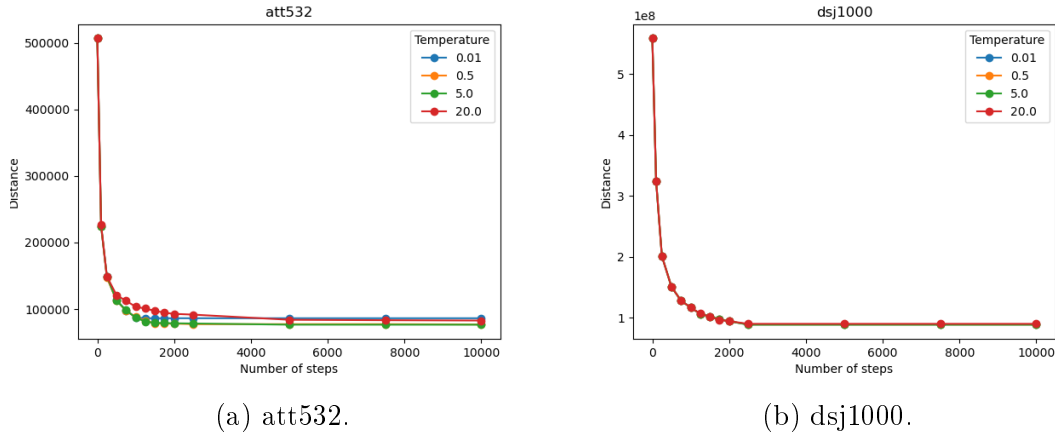 att532
Distance
500000
400000
300000
200000
100000
0
2000
4000
6000
8000
10000
Number of steps
Temperature
0.01
0.5
5.0
20.0
(a) att532.
dsj1000
1e8
Distance
5
4
3
2
1
0
2000
4000
6000
8000
10000
Number of steps
Temperature
0.01
0.5
5.0
20.0
(b) dsj1000.